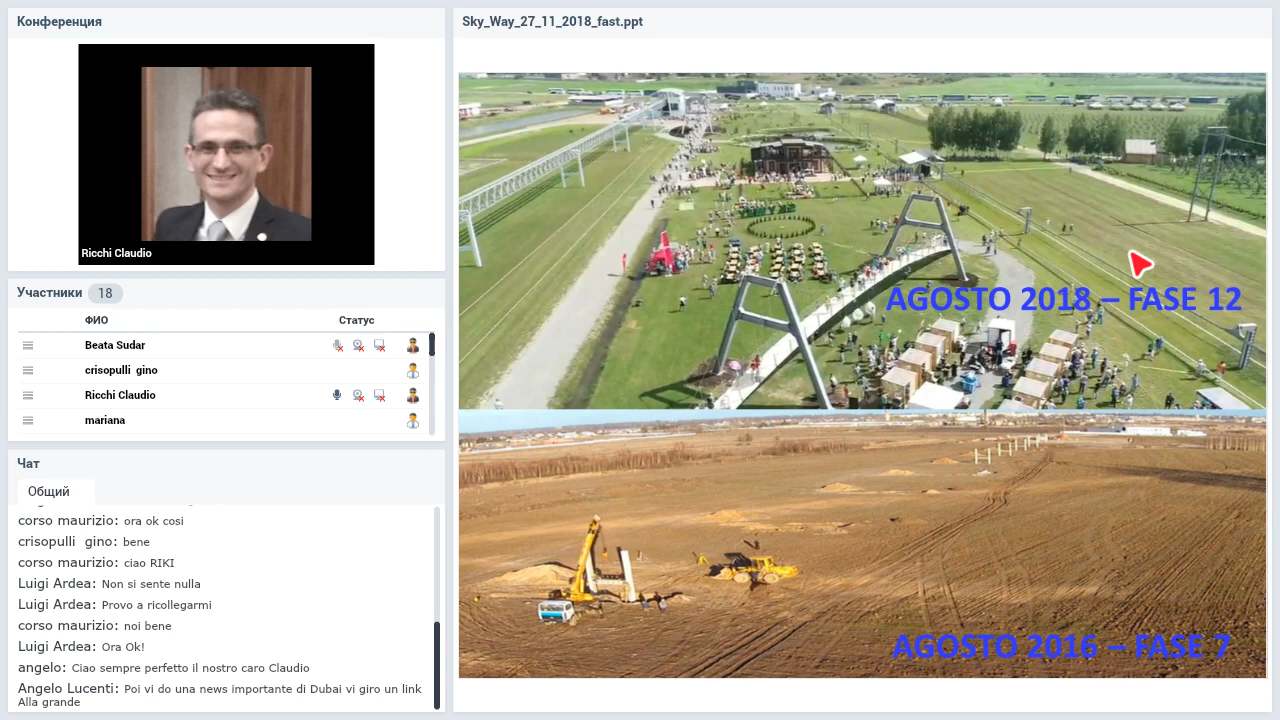 Конференция
Ricchi Claudio
Участники 18
ФИО Статус
Beata Sudar
crisopulli gino
Ricchi Claudio
mariana
Чат
Общий
corso maurizio: ora ok cosi
crisopulli gino: bene
corso maurizio: ciao RIKI
Luigi Ardea: Non si sente nulla
Luigi Ardea: Provo a ricollegarmi
corso maurizio: noi bene
Luigi Ardea: Ora Ok!
angelo: Ciao sempre perfetto il nostro caro Claudio
Angelo Lucenti: Poi vi do una news importante di Dubai vi giro un link
Alla grande
Sky_Way_27_11_2018_fast.ppt
AGOSTO 2018 – FASE 12
AGOSTO 2016 – FASE 7